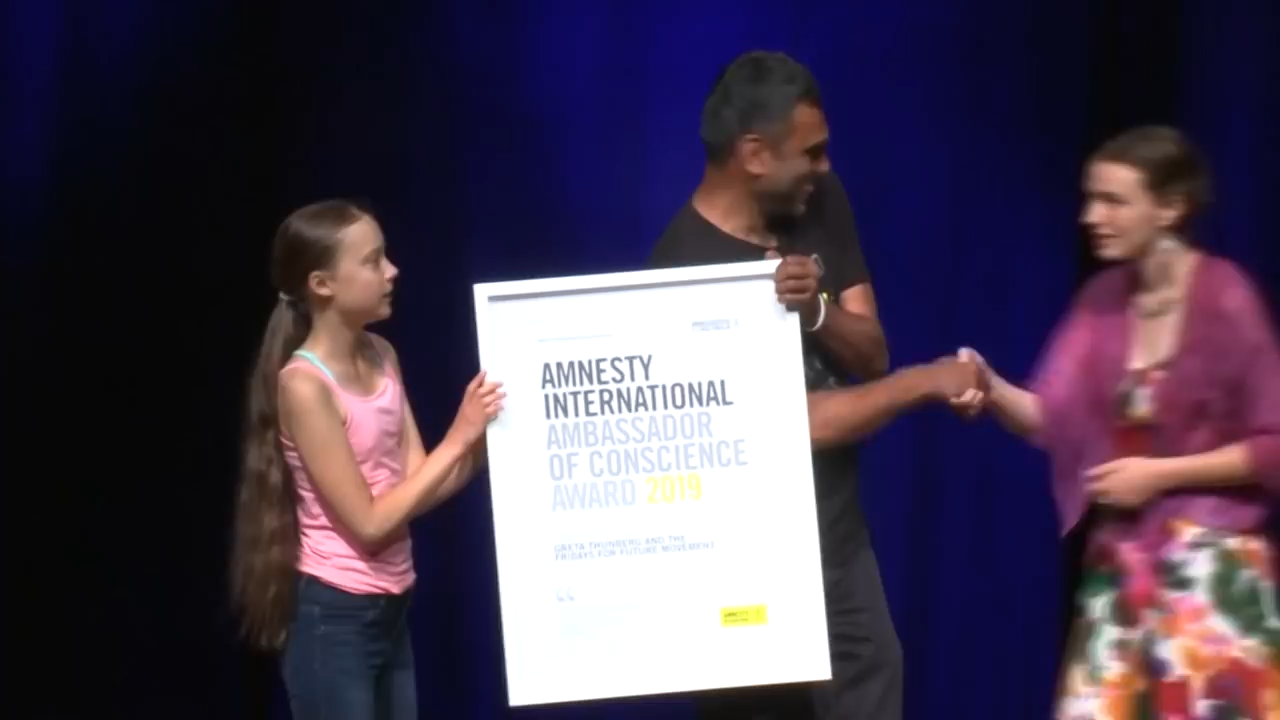 AMNESTY
INTERNATIONAL
AMBASSADOR
OF CONSCIENCE
AWARD 2019
GRETA THUNBERG AND THE
FRIDAYS FOR FUTURE MOVEMENT